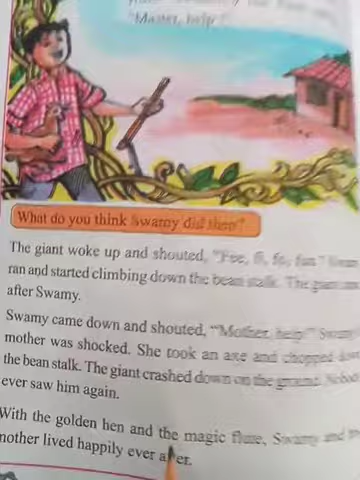 "Mother, help!"
What do you think Swamy did then?
The giant woke up and shouted, "Fee, fi, fo, fum."
ran and started climbing down the bean stalk. The giant
after Swamy.
Swamy came down and shouted, "Mother, help!" Swamy
mother was shocked. She took an axe and chopped down
the bean stalk. The giant crashed down on the ground. Nobody
ever saw him again.
With the golden hen and the magic flute, Swamy and
mother lived happily ever after.